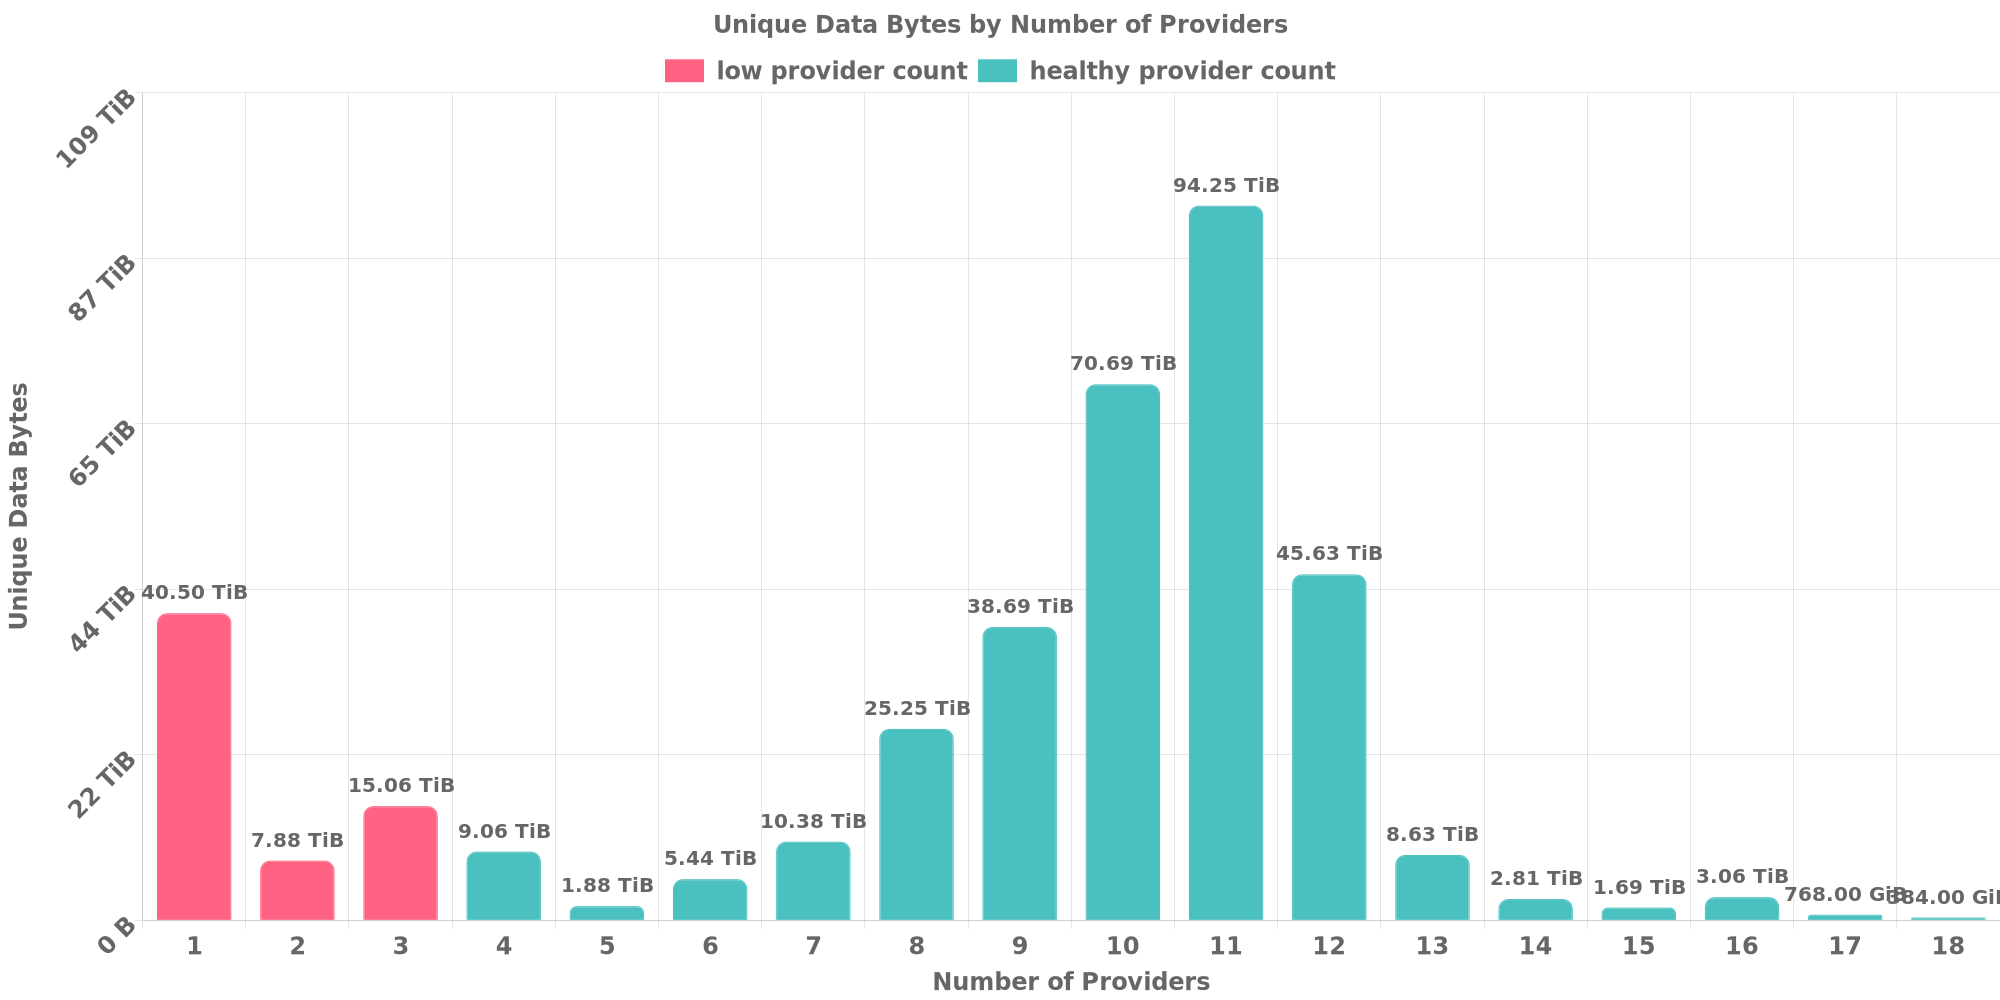 Unique Data Bytes by Number of Providers
low provider count healthy provider count
109 TiB
87 TiB
65 TiB
44 TiB
22 TiB
0 B
Unique Data Bytes
40.50 TiB
7.88 TiB
15.06 TiB
9.06 TiB
1.88 TiB
5.44 TiB
10.38 TiB
25.25 TiB
38.69 TiB
70.69 TiB
94.25 TiB
45.63 TiB
8.63 TiB
2.81 TiB
1.69 TiB
3.06 TiB
768.00 GiB
1 2 3 4 5 6 7 8 9 10 11 12 13 14 15 16 17 18
Number of Providers